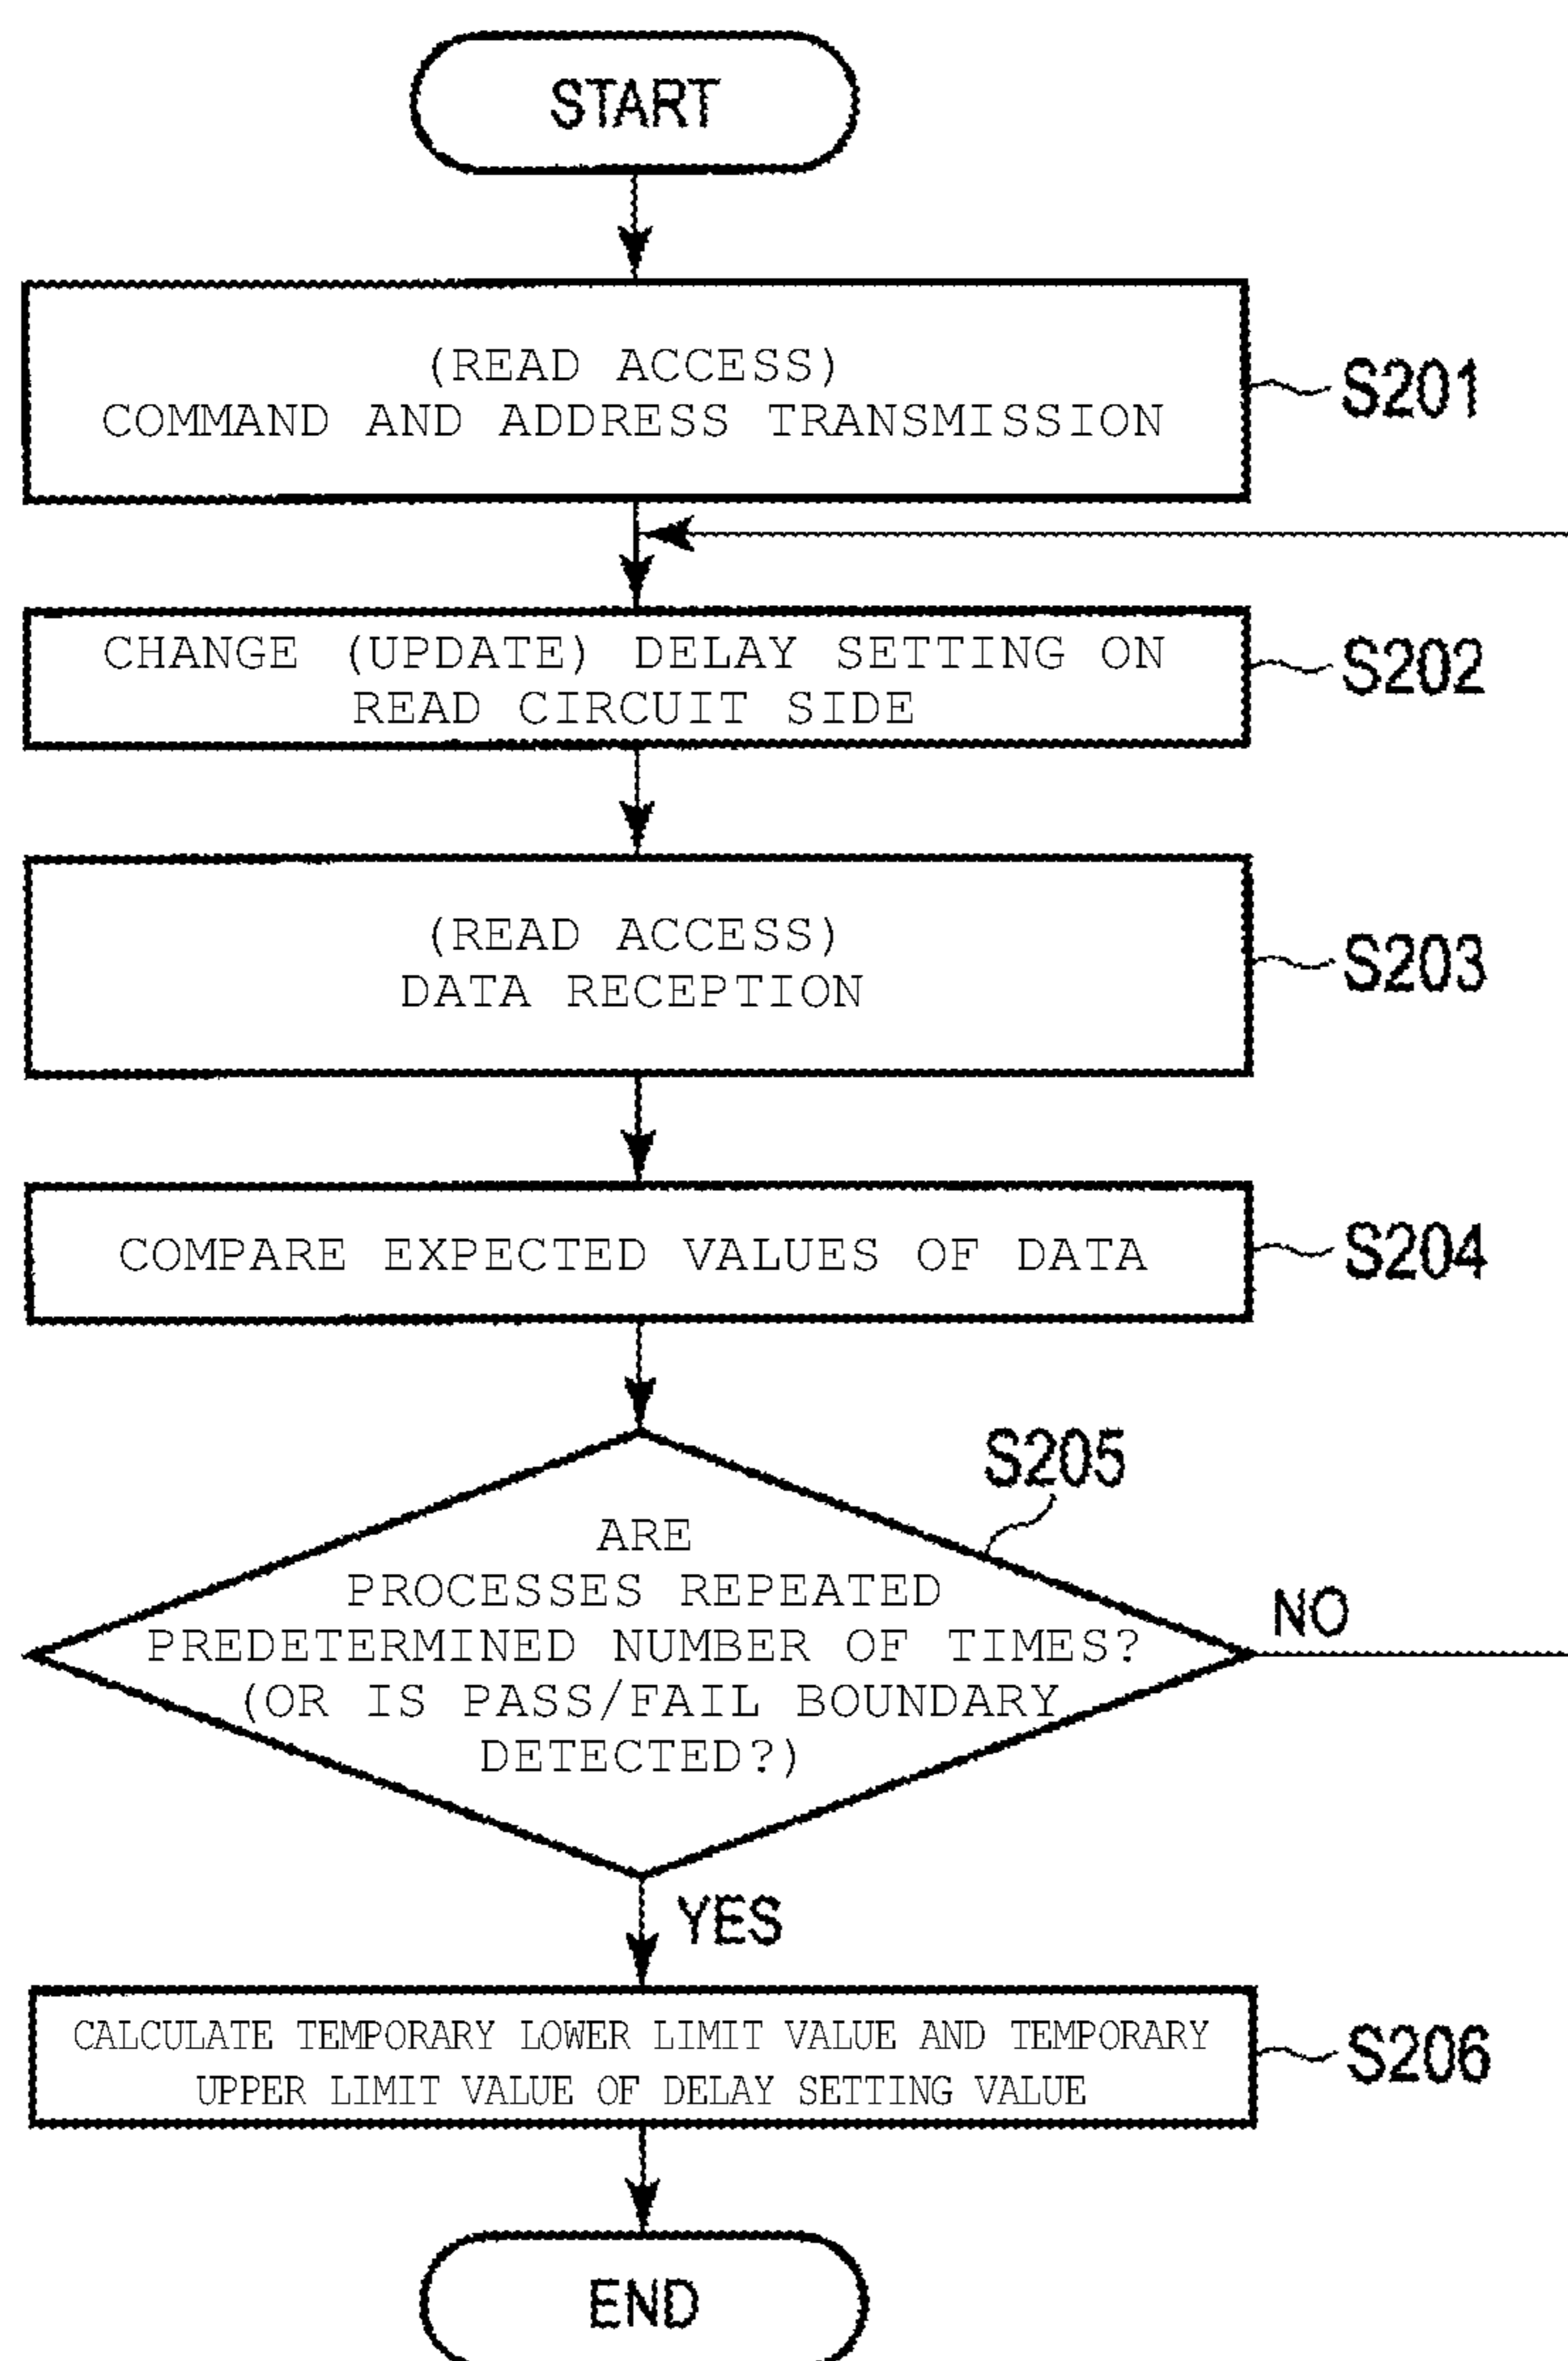 START
(READ ACCESS)
COMMAND AND ADDRESS TRANSMISSION
S201
CHANGE (UPDATE) DELAY SETTING ON
READ CIRCUIT SIDE
S202
(READ ACCESS)
DATA RECEPTION
S203
COMPARE EXPECTED VALUES OF DATA
S204
S205
ARE
PROCESSES REPEATED
PREDETERMINED NUMBER OF TIMES?
(OR IS PASS/FAIL BOUNDARY
DETECTED?)
NO
YES
CALCULATE TEMPORARY LOWER LIMIT VALUE AND TEMPORARY
UPPER LIMIT VALUE OF DELAY SETTING VALUE
S206
END